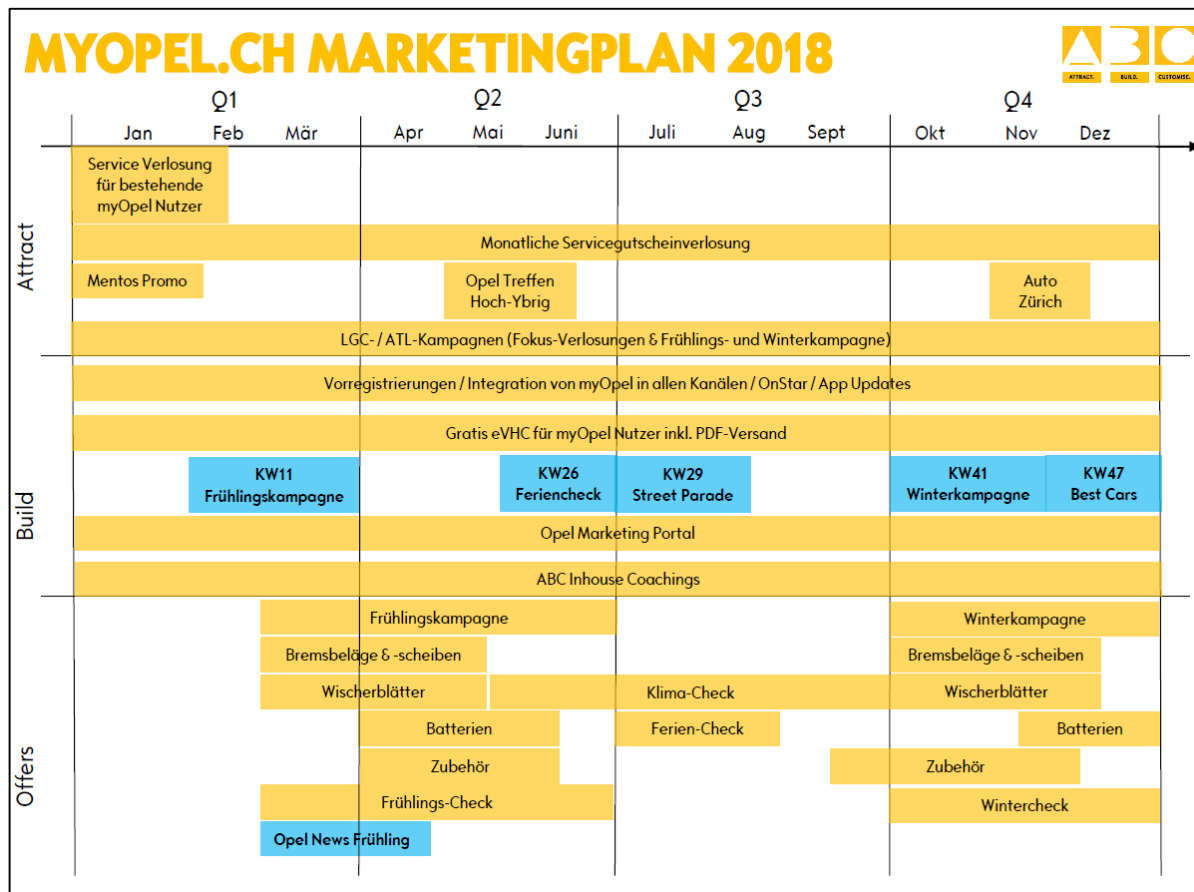 MYOPEL.CH MARKETINGPLAN 2018
ABC
ATTRACT. BUILD. CUSTOMISE.
Q1 Q2 Q3 Q4
Jan Feb Mär Apr Mai Juni Juli Aug Sept Okt Nov Dez
Attract
Service Verlosung
für bestehende
myOpel Nutzer
Monatliche Servicegutscheinverlosung
Mentos Promo
Opel Treffen
Hoch-Ybrig
Auto
Zürich
LGC- / ATL-Kampagnen (Fokus-Verlosungen & Frühlings- und Winterkampagne)
Build
Vorregistrierungen / Integration von myOpel in allen Kanälen / OnStar / App Updates
Gratis eVHC für myOpel Nutzer inkl. PDF-Versand
KW11
Frühlingskampagne
KW26
Feriencheck
KW29
Street Parade
KW41
Winterkampagne
KW47
Best Cars
Opel Marketing Portal
ABC Inhouse Coachings
Offers
Frühlingskampagne Winterkampagne
Bremsbeläge & -scheiben Bremsbeläge & -scheiben
Wischerblätter Klima-Check Wischerblätter
Batterien Ferien-Check Batterien
Zubehör Zubehör
Frühlings-Check Wintercheck
Opel News Frühling